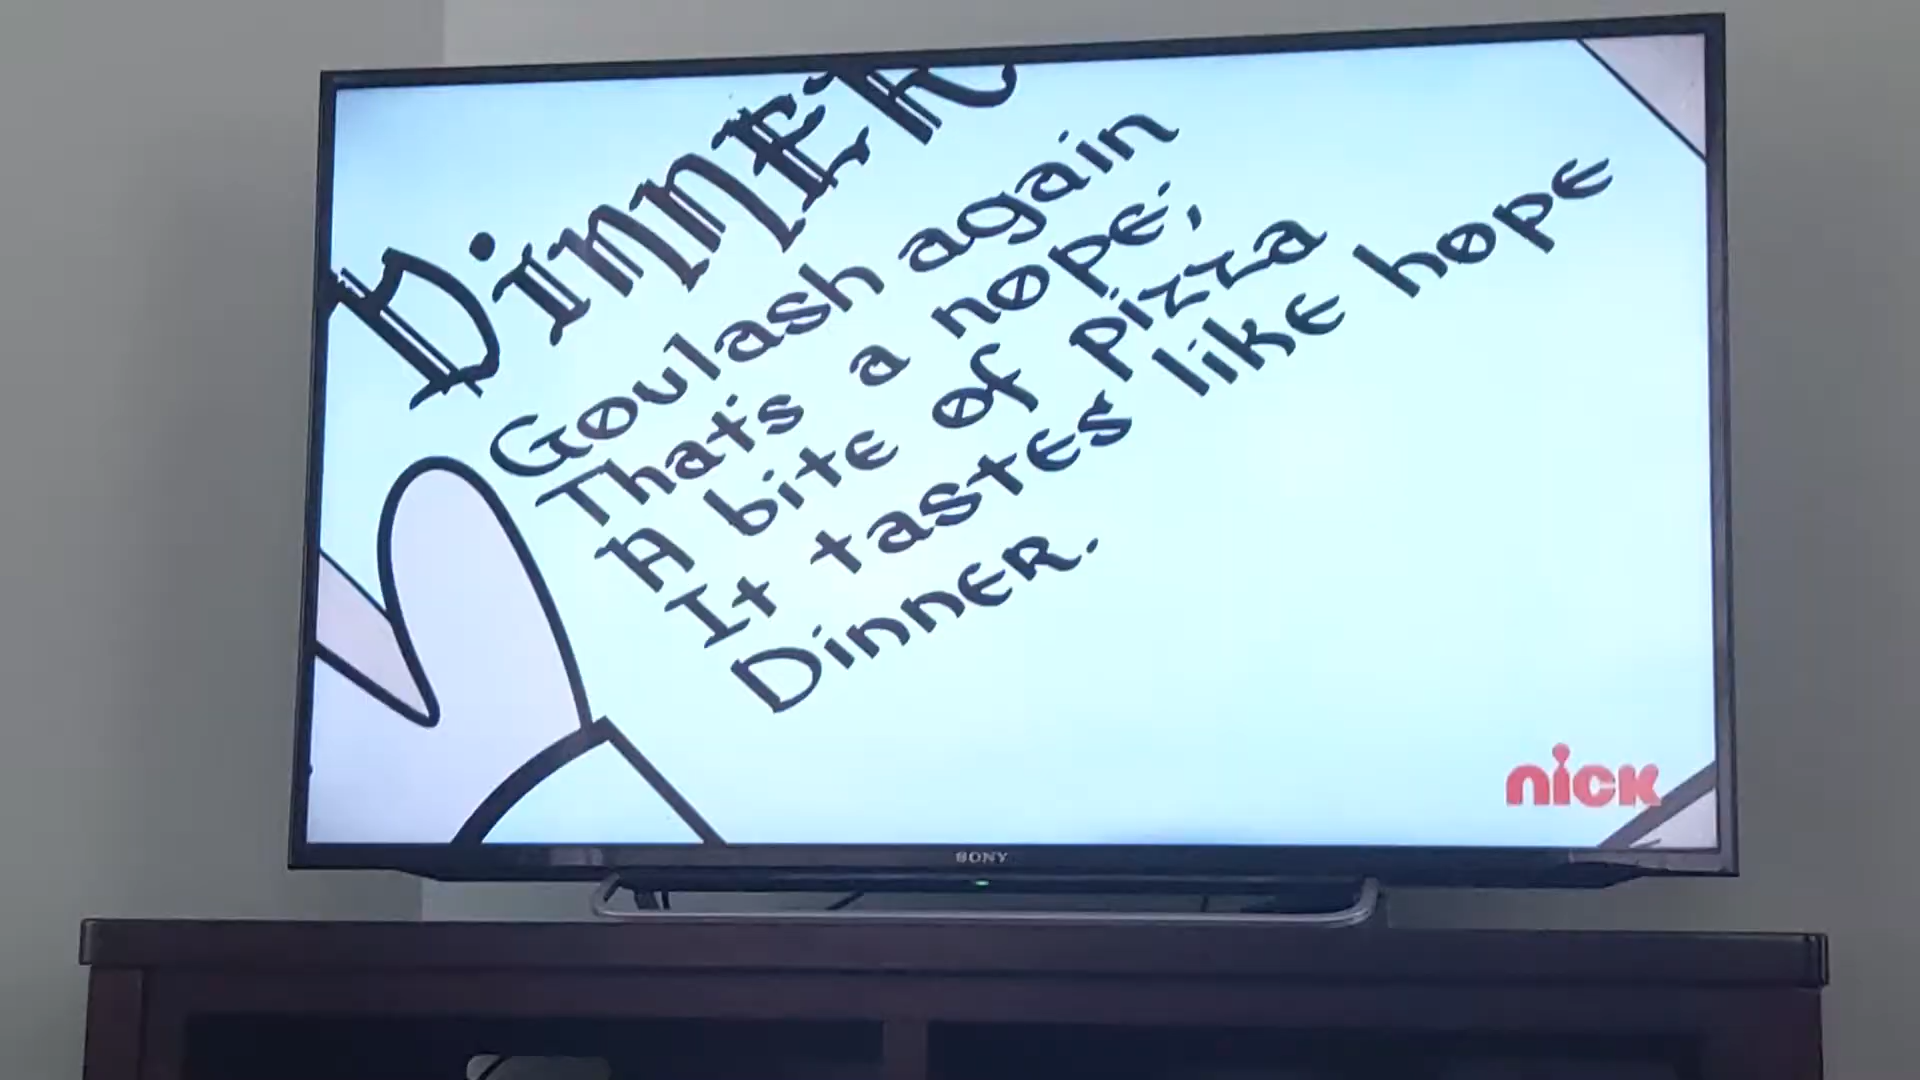 DinnER
Goulash again
That's a nope;
A bite of pizza
It tastes like hope
Dinner.
nick
SONY